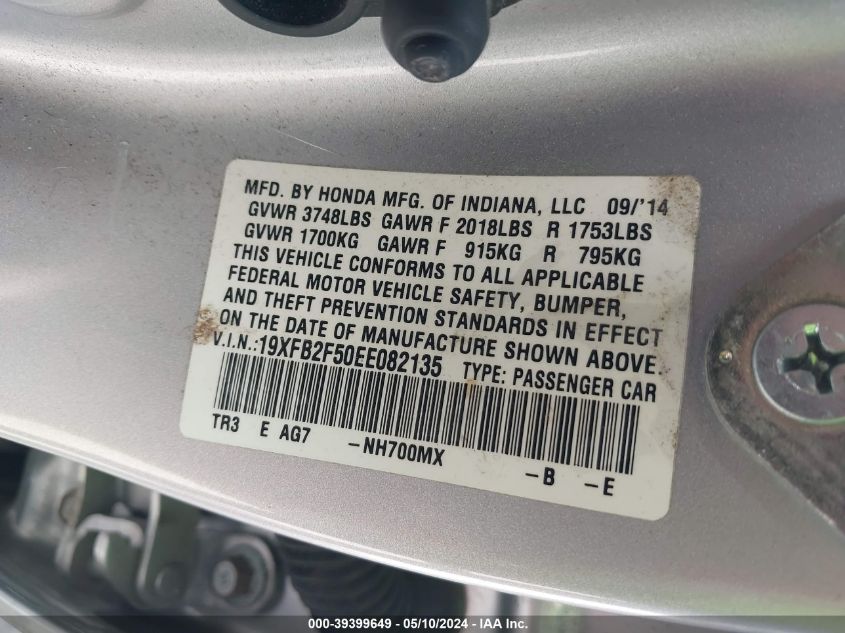 MFD. BY HONDA MFG. OF INDIANA, LLC 09/'14
GVWR 3748LBS GAWR F 2018LBS R 1753LBS
GVWR 1700KG GAWR F 915KG R 795KG
THIS VEHICLE CONFORMS TO ALL APPLICABLE
FEDERAL MOTOR VEHICLE SAFETY, BUMPER,
AND THEFT PREVENTION STANDARDS IN EFFECT
ON THE DATE OF MANUFACTURE SHOWN ABOVE.
V.I.N.:19XFB2F50EE082135 TYPE: PASSENGER CAR
TR3 E AG7 -NH700MX -B -E
000-39399649 - 05/10/2024 - IAA Inc.